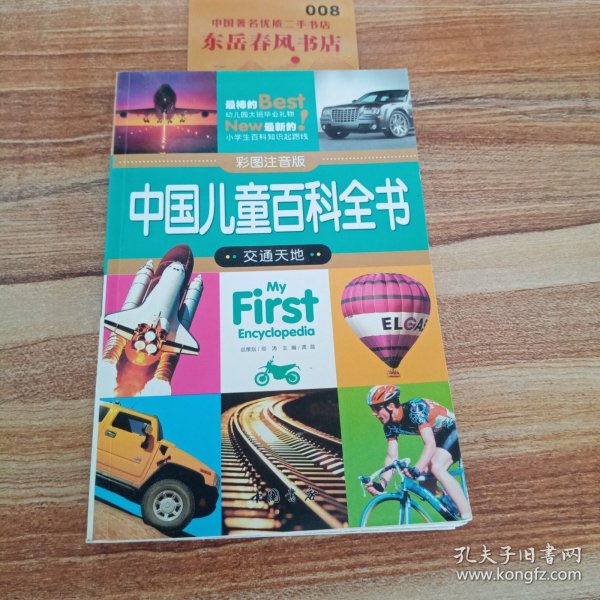 008
中国著名优质二手书店
东岳春风书店
最棒的Best
幼儿园大班毕业礼物
New最新的!
小学生百科知识起跑线
彩图注音版
中国儿童百科全书
交通天地
My
First
Encyclopedia
ELGAS
中国书店
孔夫子旧书网
www.kongfz.com